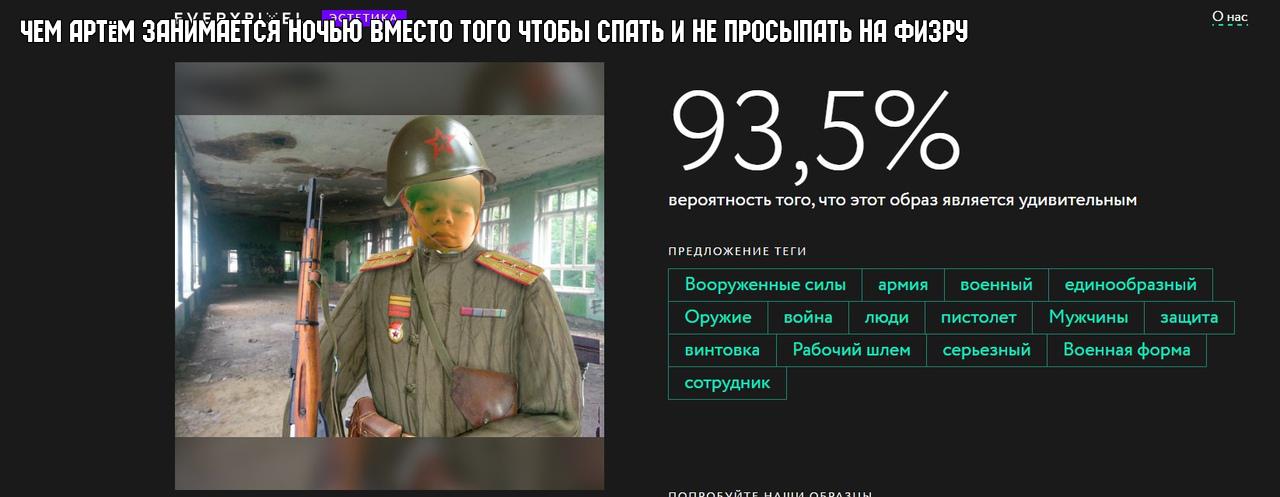 EVERYPIXEL ЭСТЕТИКА
О нас
ЧЕМ АРТЁМ ЗАНИМАЕТСЯ НОЧЬЮ ВМЕСТО ТОГО ЧТОБЫ СПАТЬ И НЕ ПРОСЫПАТЬ НА ФИЗРУ
93,5%
вероятность того, что этот образ является удивительным
ПРЕДЛОЖЕНИЕ ТЕГИ
Вооруженные силы армия военный единообразный
Оружие война люди пистолет Мужчины защита
винтовка Рабочий шлем серьезный Военная форма
сотрудник
ПОПРОБУЙТЕ НАШИ ОБРАЗЦЫ